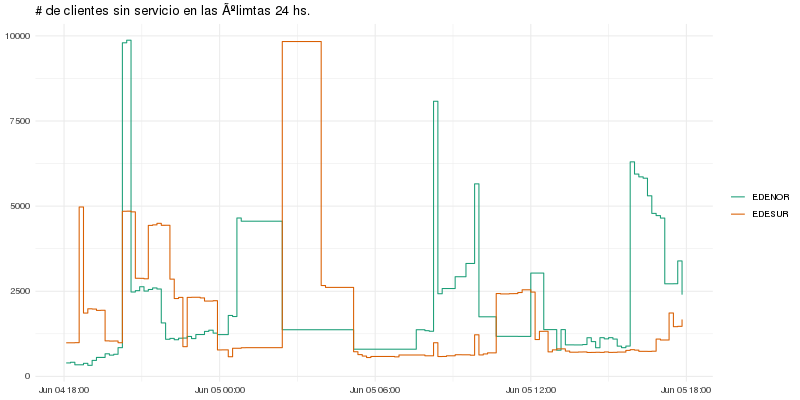 # de clientes sin servicio en las Ãºlimtas 24 hs.
10000
7500
5000
2500
0
Jun 04 18:00
Jun 05 00:00
Jun 05 06:00
Jun 05 12:00
Jun 05 18:00
EDENOR
EDESUR